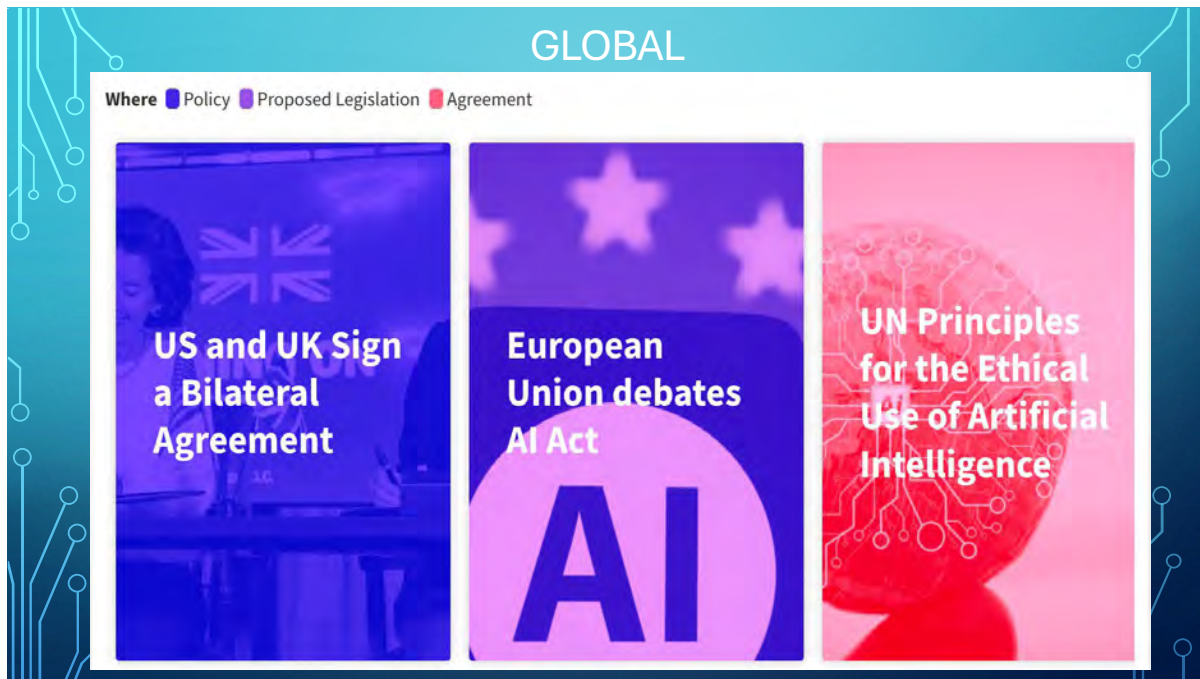 GLOBAL
Where Policy Proposed Legislation Agreement
US and UK Sign
a Bilateral
Agreement
European
Union debates
AI Act
AI
UN Principles
for the Ethical
Use of Artificial
Intelligence
AI